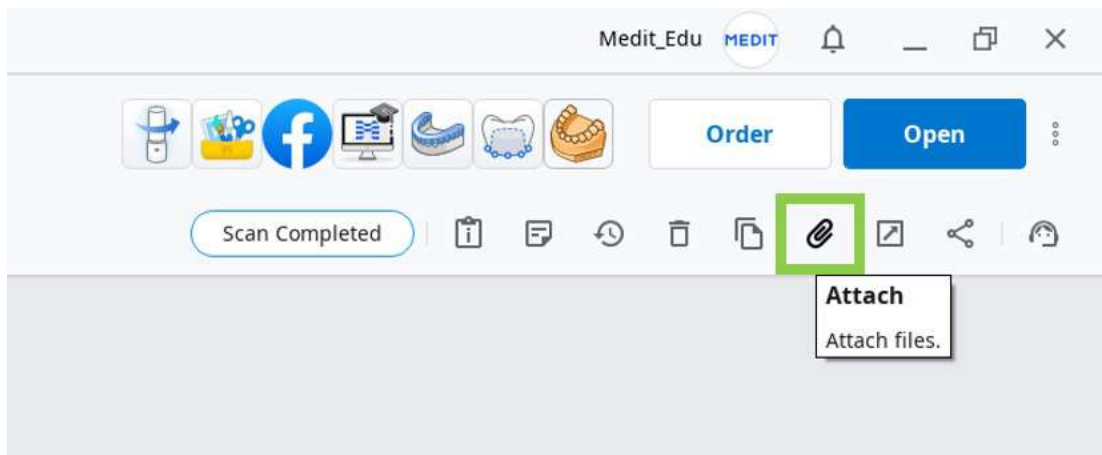 Medit_Edu MEDIT
Order Open
Scan Completed
Attach
Attach files.